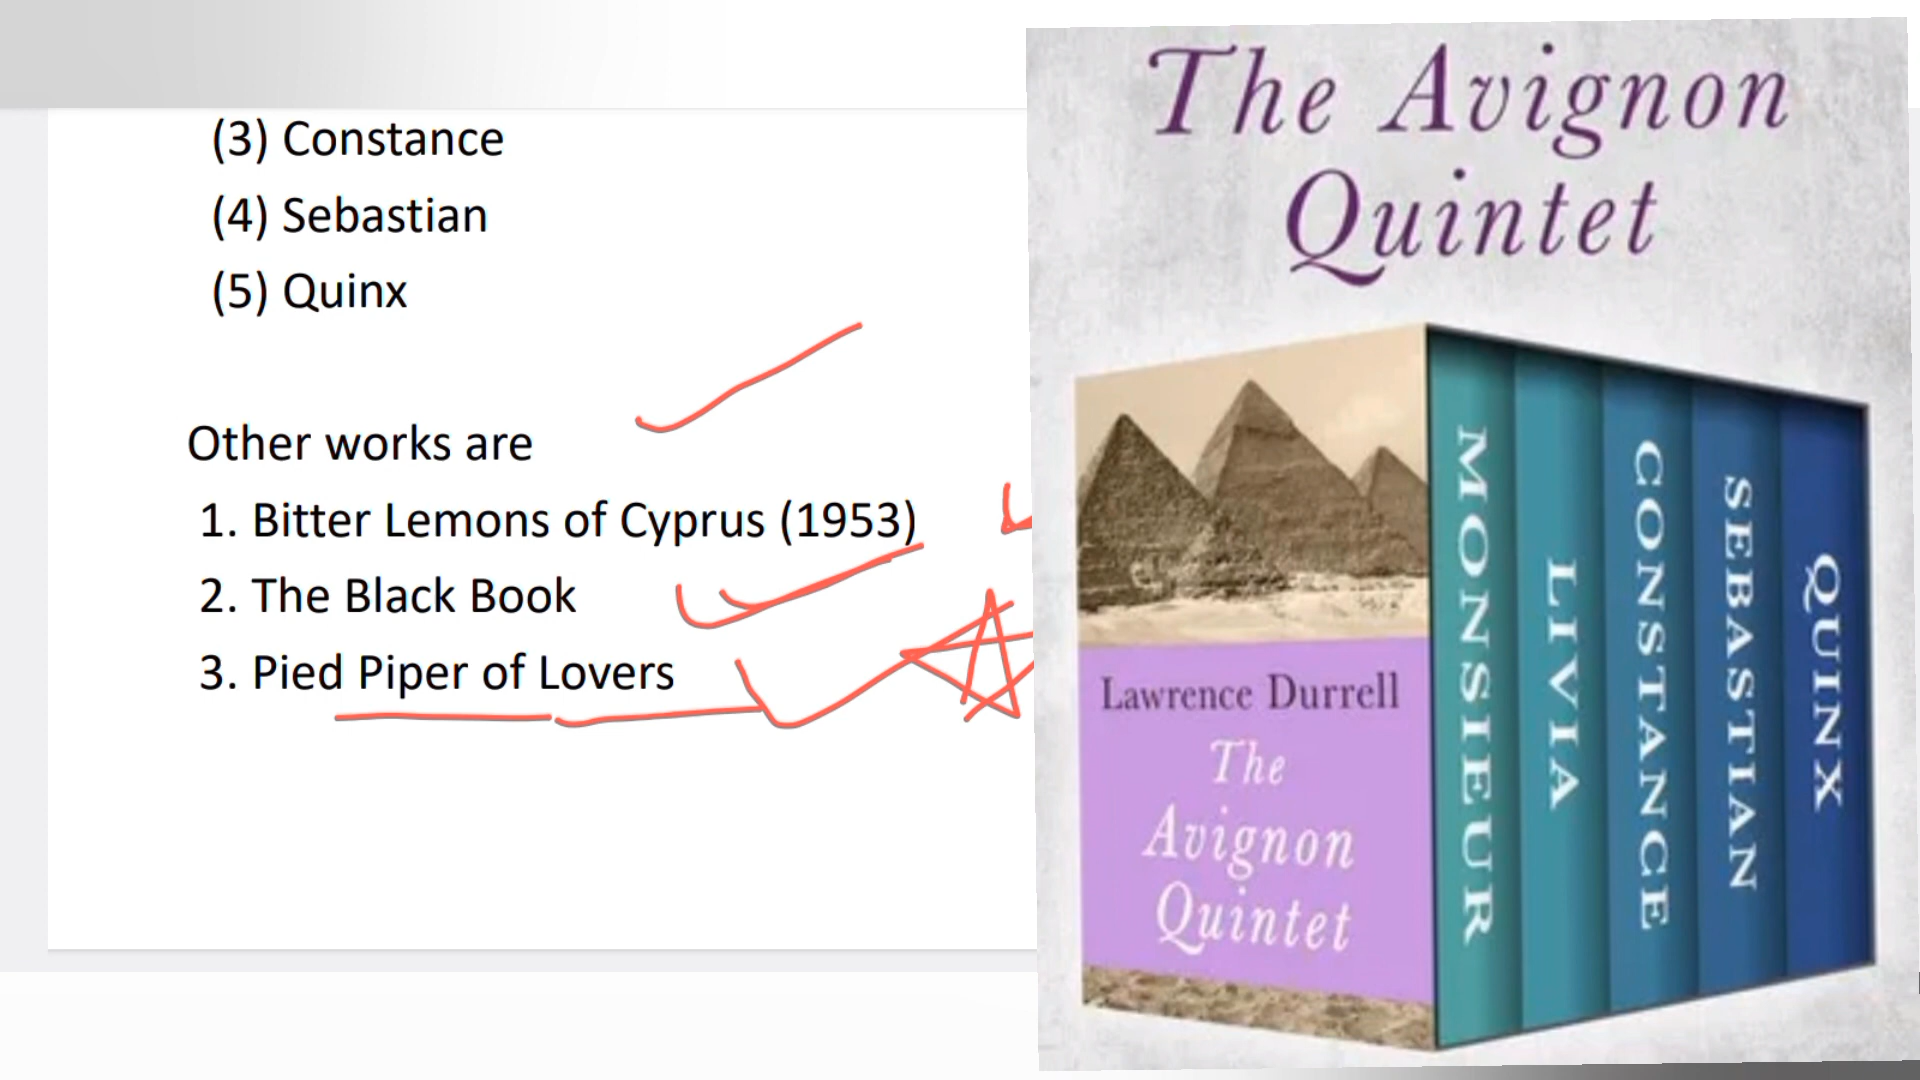 (3) Constance
(4) Sebastian
(5) Quinx
Other works are
1. Bitter Lemons of Cyprus (1953)
2. The Black Book
3. Pied Piper of Lovers
The Avignon
Quintet
Lawrence Durrell
The
Avignon
Quintet
MONSIEUR
LIVIA
CONSTANCE
SEBASTIAN
QUINX